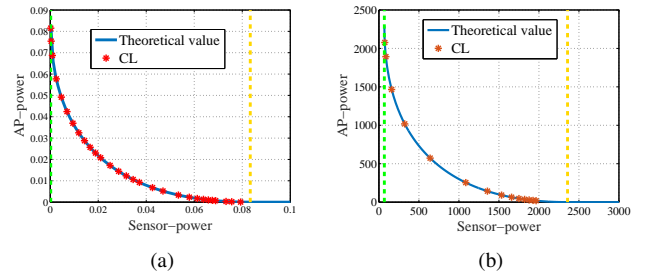 0.09
0.08
0.07
0.06
0.05
0.04
0.03
0.02
0.01
0
AP−power
Theoretical value
CL
0
0.02
0.04
0.06
0.08
0.1
Sensor−power
(a)
2500
2000
1500
1000
500
0
AP−power
Theoretical value
CL
0
500
1000
1500
2000
2500
3000
Sensor−power
(b)